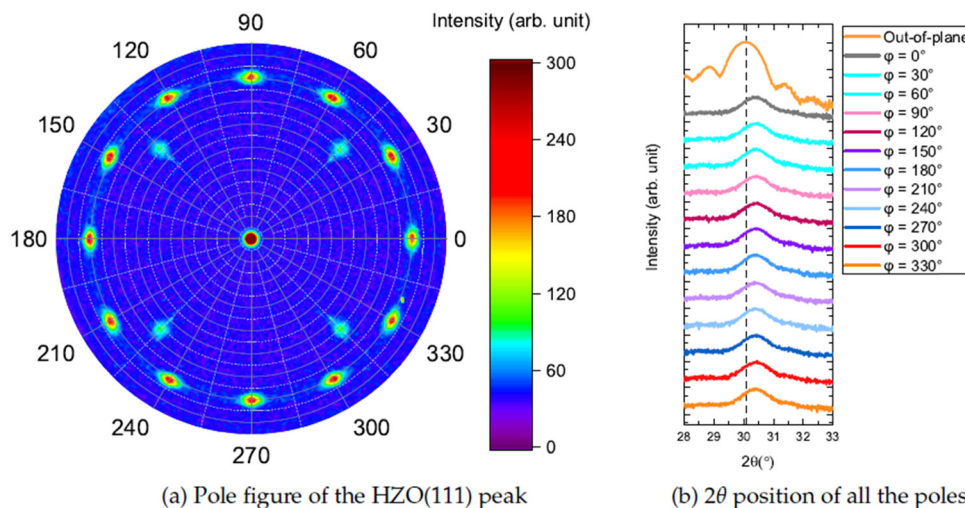 Intensity (arb. unit)
90
120
60
150
30
180
0
210
330
240
300
270
300
240
180
120
60
0
Intensity (arb. unit)
28 29 30 31 32 33
2θ(°)
Out-of-plane
φ = 0°
φ = 30°
φ = 60°
φ = 90°
φ = 120°
φ = 150°
φ = 180°
φ = 210°
φ = 240°
φ = 270°
φ = 300°
φ = 330°
(a) Pole figure of the HZO(111) peak
(b) 2θ position of all the poles